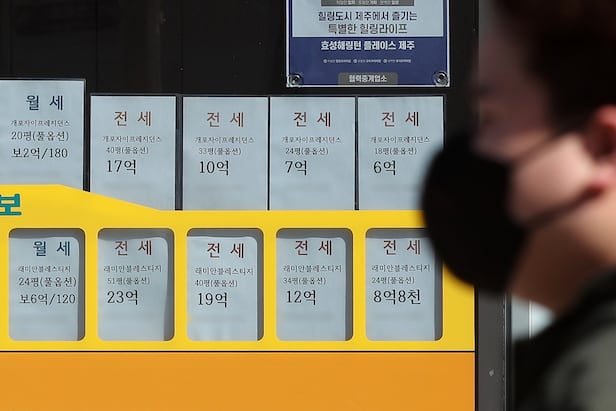 힐링도시 제주에서 즐기는
특별한 힐링라이프
효성해링턴 플레이스 제주
협력중개업소
월 세
개포자이프레지던스
20평(풀옵션)
보2억/180
전 세
개포자이프레지던스
40평(풀옵션)
17억
전 세
개포자이프레지던스
33평(풀옵션)
10억
전 세
개포자이프레지던스
24평(풀옵션)
7억
전 세
개포자이프레지던스
18평(풀옵션)
6억
보
월 세
래미안블레스티지
24평(풀옵션)
보6억/120
전 세
래미안블레스티지
51평(풀옵션)
23억
전 세
래미안블레스티지
40평(풀옵션)
19억
전 세
래미안블레스티지
34평(풀옵션)
12억
전 세
래미안블레스티지
24평(풀옵션)
8억8천